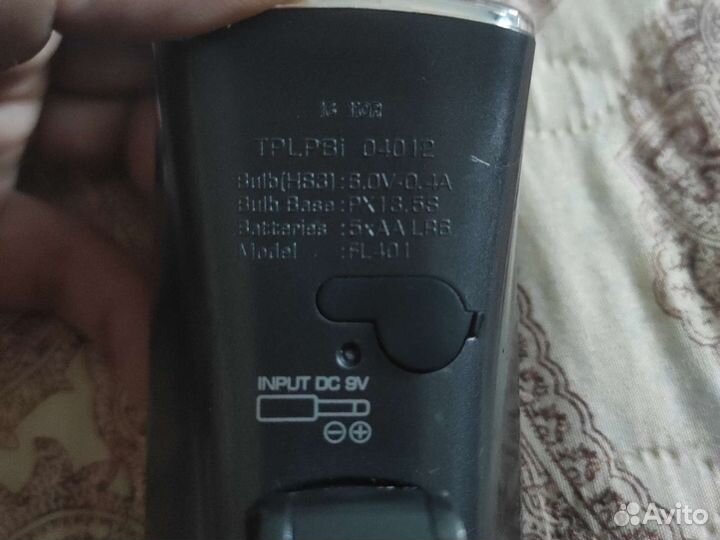 TPLPBi 04012
Bulb(HS3):6.0V-0.4A
Bulb Base:PX13.5S
Batteries :5xAA LR6
Model :FL401
INPUT DC 9V
Avito